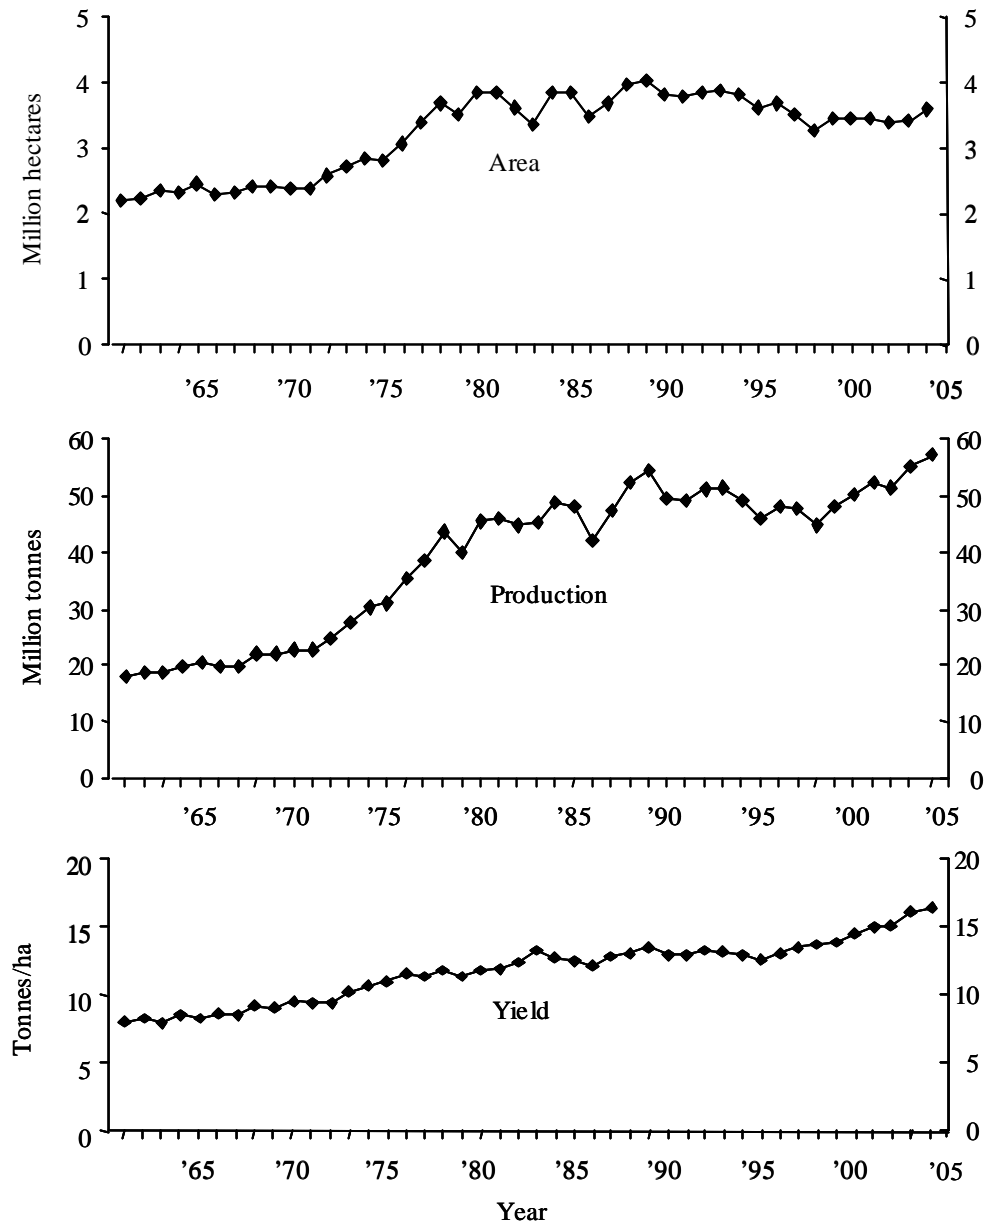 5 5
4 4
3 3
2 2
1 1
0 0
Million hectares
Area
’65 ’70 ’75 ’80 ’85 ’90 ’95 ’00 ’05
60 60
50 50
40 40
30 30
20 20
10 10
0 0
Million tonnes
Production
’65 ’70 ’75 ’80 ’85 ’90 ’95 ’00 ’05
20 20
15 15
10 10
5 5
0 0
Tonnes/ha
Yield
’65 ’70 ’75 ’80 ’85 ’90 ’95 ’00 ’05
Year